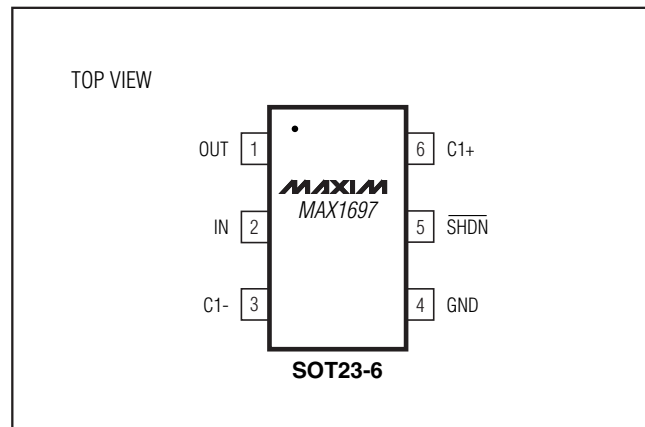 TOP VIEW
OUT 1
6 C1+
MAXIM
MAX1697
IN 2
5 SHDN
C1- 3
4 GND
SOT23-6